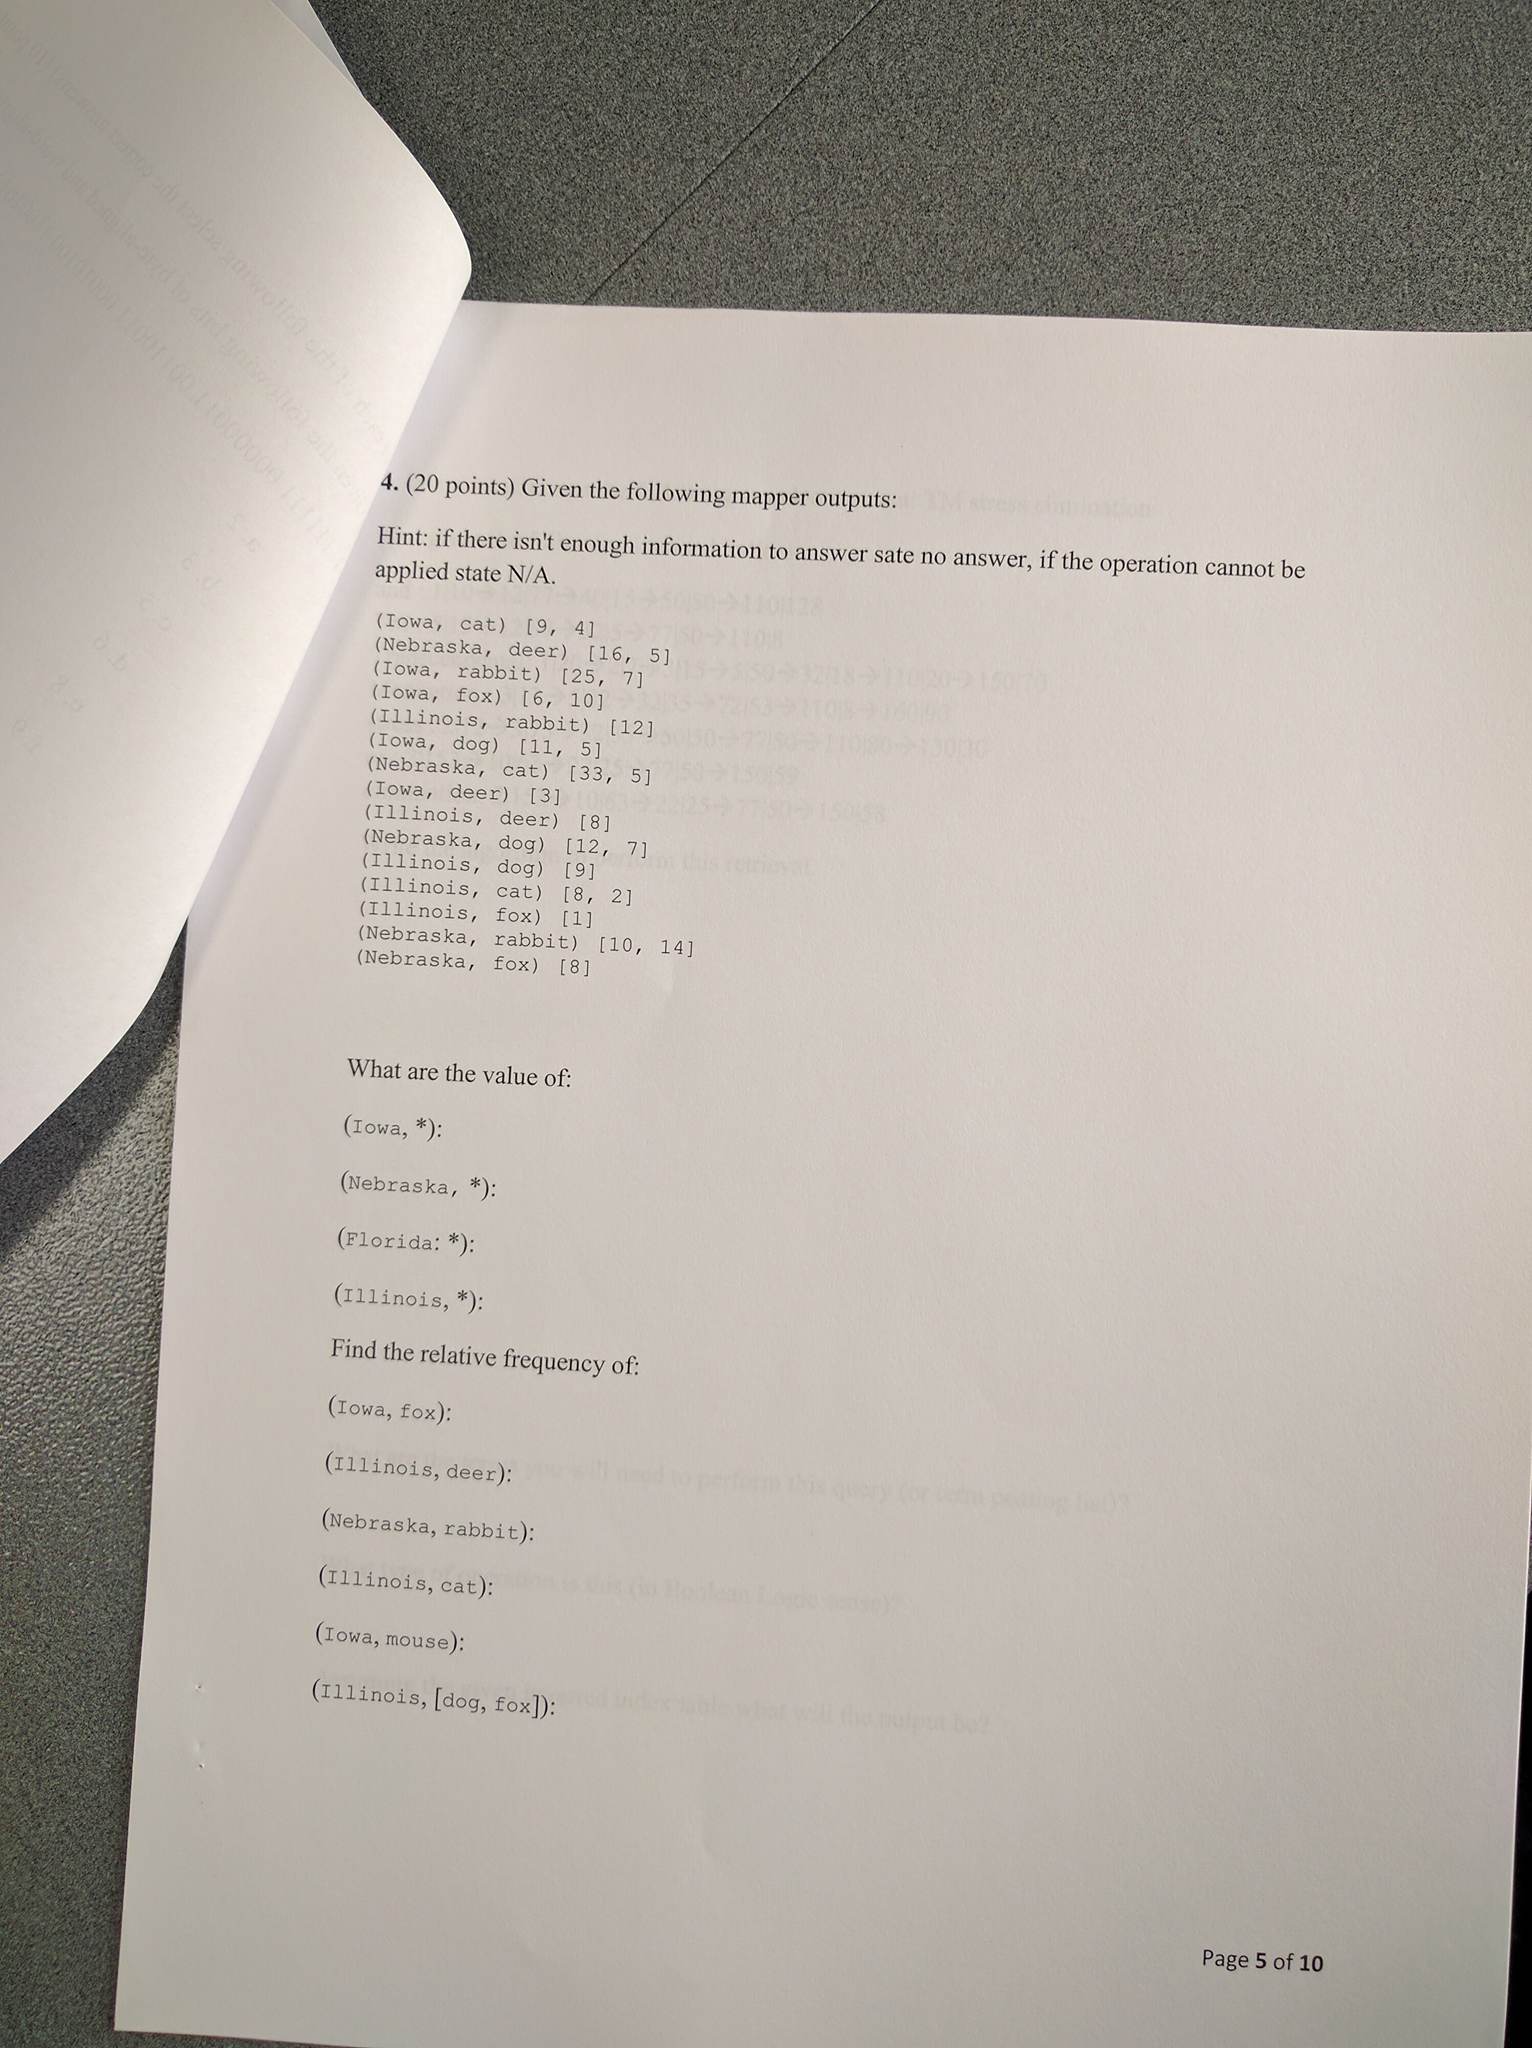 4. (20 points) Given the following mapper outputs:
Hint: if there isn't enough information to answer sate no answer, if the operation cannot be
applied state N/A.
(Iowa, cat) [9, 4]
(Nebraska, deer) [16, 5]
(Iowa, rabbit) [25, 7]
(Iowa, fox) [6, 10]
(Illinois, rabbit) [12]
(Iowa, dog) [11, 5]
(Nebraska, cat) [33, 5]
(Iowa, deer) [3]
(Illinois, deer) [8]
(Nebraska, dog) [12, 7]
(Illinois, dog) [9]
(Illinois, cat) [8, 2]
(Illinois, fox) [1]
(Nebraska, rabbit) [10, 14]
(Nebraska, fox) [8]
What are the value of:
(Iowa, *):
(Nebraska, *):
(Florida: *):
(Illinois, *):
Find the relative frequency of:
(Iowa, fox):
(Illinois, deer):
(Nebraska, rabbit):
(Illinois, cat):
(Iowa, mouse):
(Illinois, [dog, fox]):
Page 5 of 10